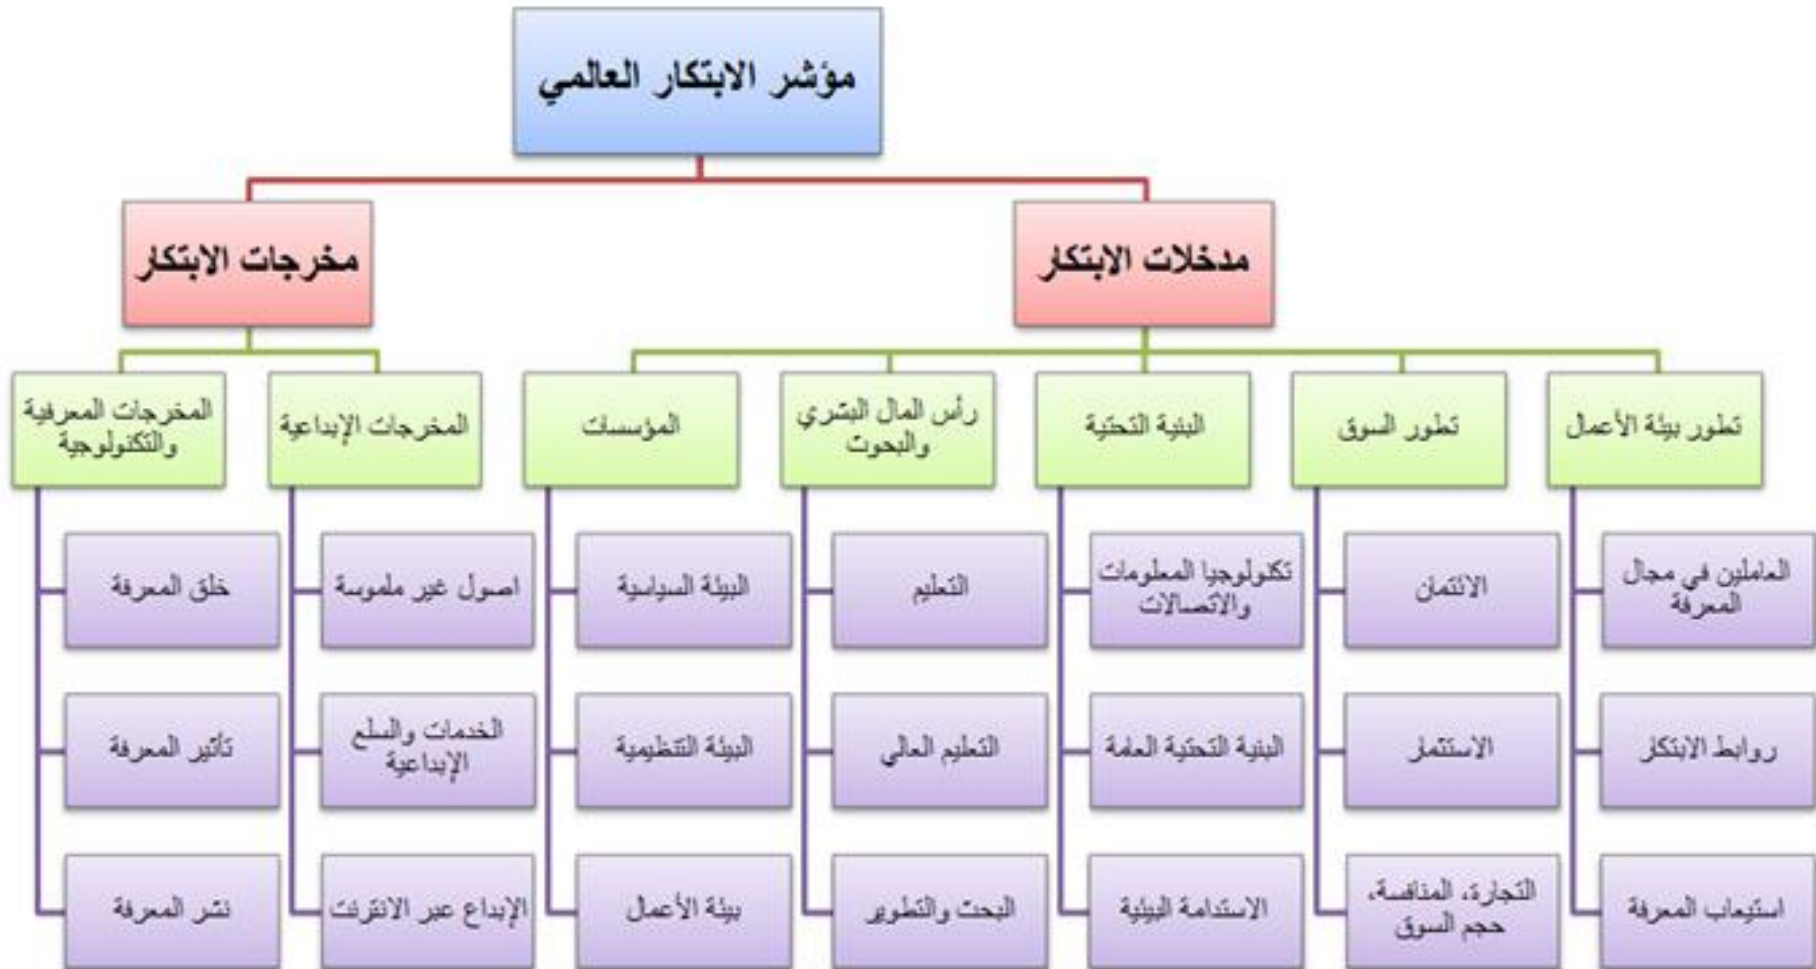 مؤشر الابتكار العالمي
مدخلات الابتكار
مخرجات الابتكار
تطور بيئة الأعمال
تطور السوق
البنية التحتية
رأس المال البشري
والبحوث
المؤسسات
المخرجات الإبداعية
المخرجات المعرفية
والتكنولوجية
العاملين في مجال
المعرفة
الائتمان
تكنولوجيا المعلومات
والاتصالات
التعليم
البيئة السياسية
اصول غير ملموسة
خلق المعرفة
روابط الابتكار
الاستثمار
البنية التحتية العامة
التعليم العالي
البيئة التنظيمية
الخدمات والسلع
الإبداعية
تأثير المعرفة
استيعاب المعرفة
التجارة، المنافسة،
حجم السوق
الاستدامة البيئية
البحث والتطوير
بيئة الأعمال
الإبداع عبر الانترنت
نشر المعرفة